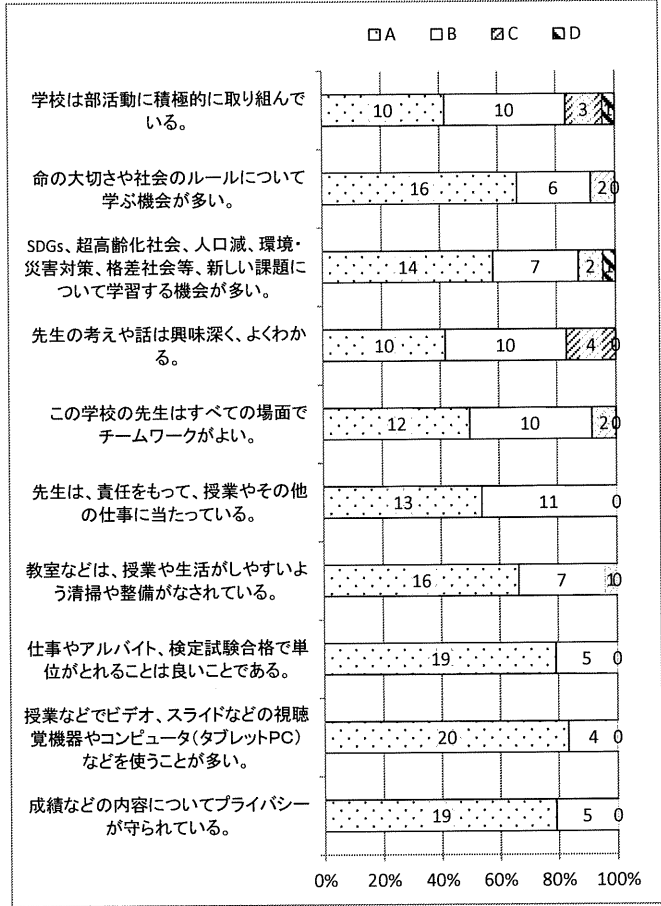 A B C D
学校は部活動に積極的に取り組んで
いる。
10 10 3 1
命の大切さや社会のルールについて
学ぶ機会が多い。
16 6 2 0
SDGs、超高齢化社会、人口減、環境・
災害対策、格差社会等、新しい課題に
ついて学習する機会が多い。
14 7 2 1
先生の考えや話は興味深く、よくわか
る。
10 10 4 0
この学校の先生はすべての場面で
チームワークがよい。
12 10 2 0
先生は、責任をもって、授業やその他
の仕事に当たっている。
13 11 0
教室などは、授業や生活がしやすいよ
う清掃や整備がなされている。
16 7 1 0
仕事やアルバイト、検定試験合格で単
位がとれることは良いことである。
19 5 0
授業などでビデオ、スライドなどの視聴
覚機器やコンピュータ(タブレットPC)
などを使うことが多い。
20 4 0
成績などの内容についてプライバシー
が守られている。
19 5 0
0% 20% 40% 60% 80% 100%